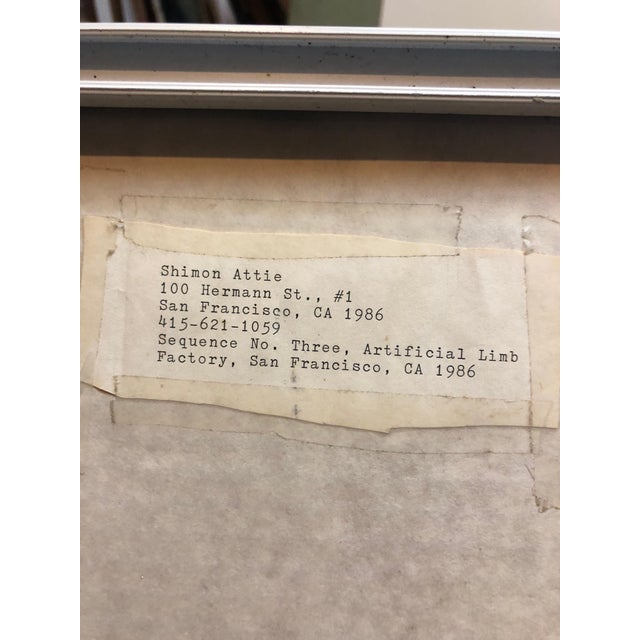 Shimon Attie
100 Hermann St., #1
San Francisco, CA 1986
415-621-1059
Sequence No. Three, Artificial Limb
Factory, San Francisco, CA 1986